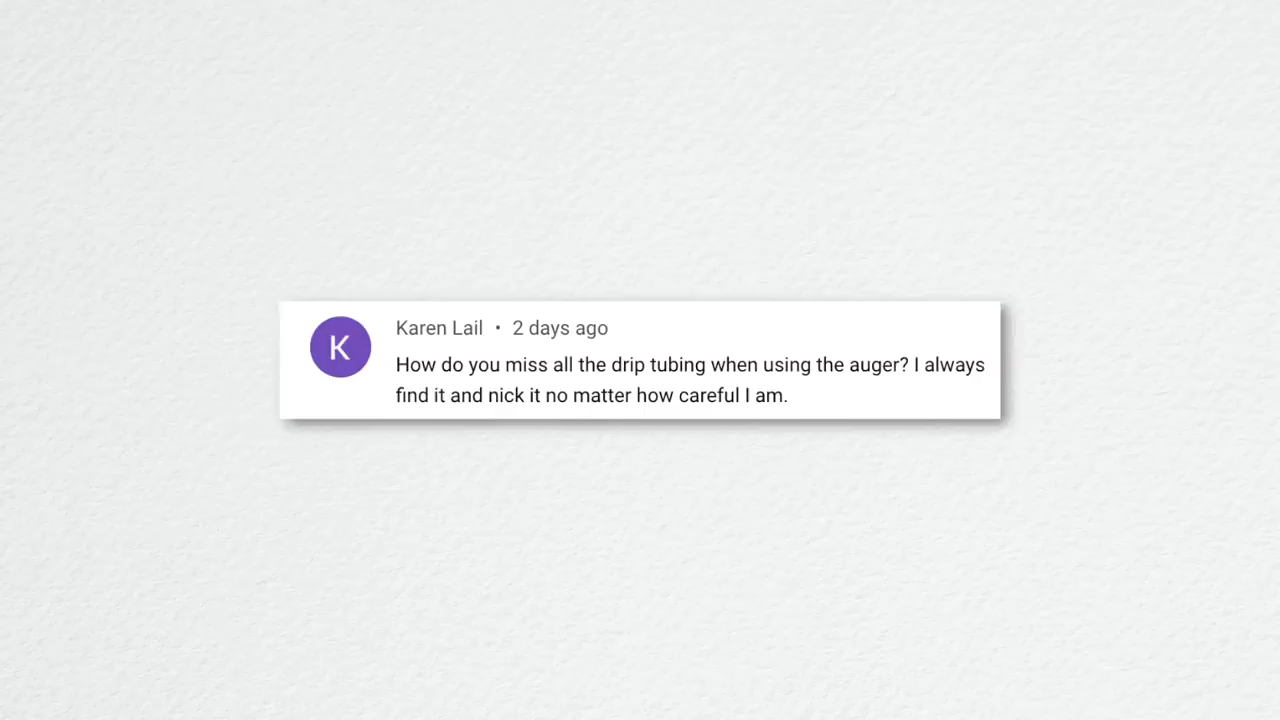 K
Karen Lail • 2 days ago
How do you miss all the drip tubing when using the auger? I always
find it and nick it no matter how careful I am.